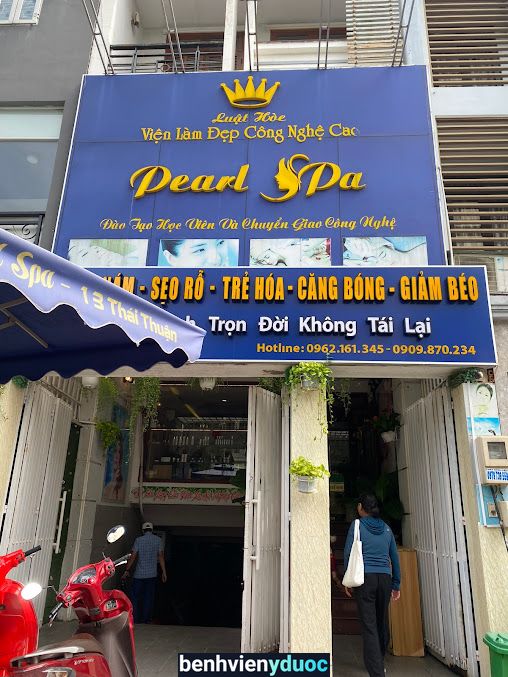 Luật Hòe
Viện Làm Đẹp Công Nghệ Cao
Pearl Spa
Đào Tạo Học Viên Và Chuyển Giao Công Nghệ
NÁM - SẸO RỖ - TRẺ HÓA - CĂNG BÓNG - GIẢM BÉO
Trọn Đời Không Tái Lại
Hotline: 0962.161.345 - 0909.870.234
Spa - 13 Thái Thuận
benhvienyduoc